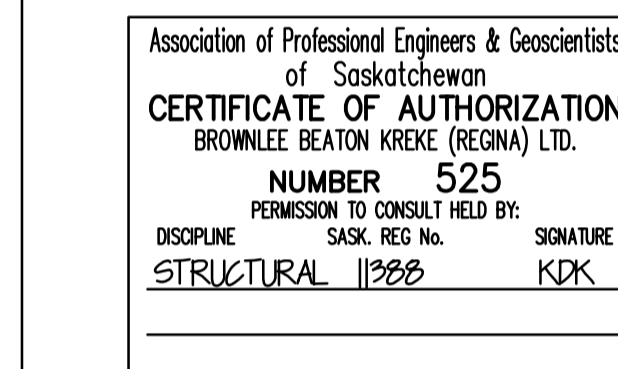 Association of Professional Engineers & Geoscientists
of Saskatchewan
CERTIFICATE OF AUTHORIZATION
BROWNLEE BEATON KREKE (REGINA) LTD.
NUMBER 525
PERMISSION TO CONSULT HELD BY:
DISCIPLINE SASK. REG No. SIGNATURE
STRUCTURAL 11388 KDK